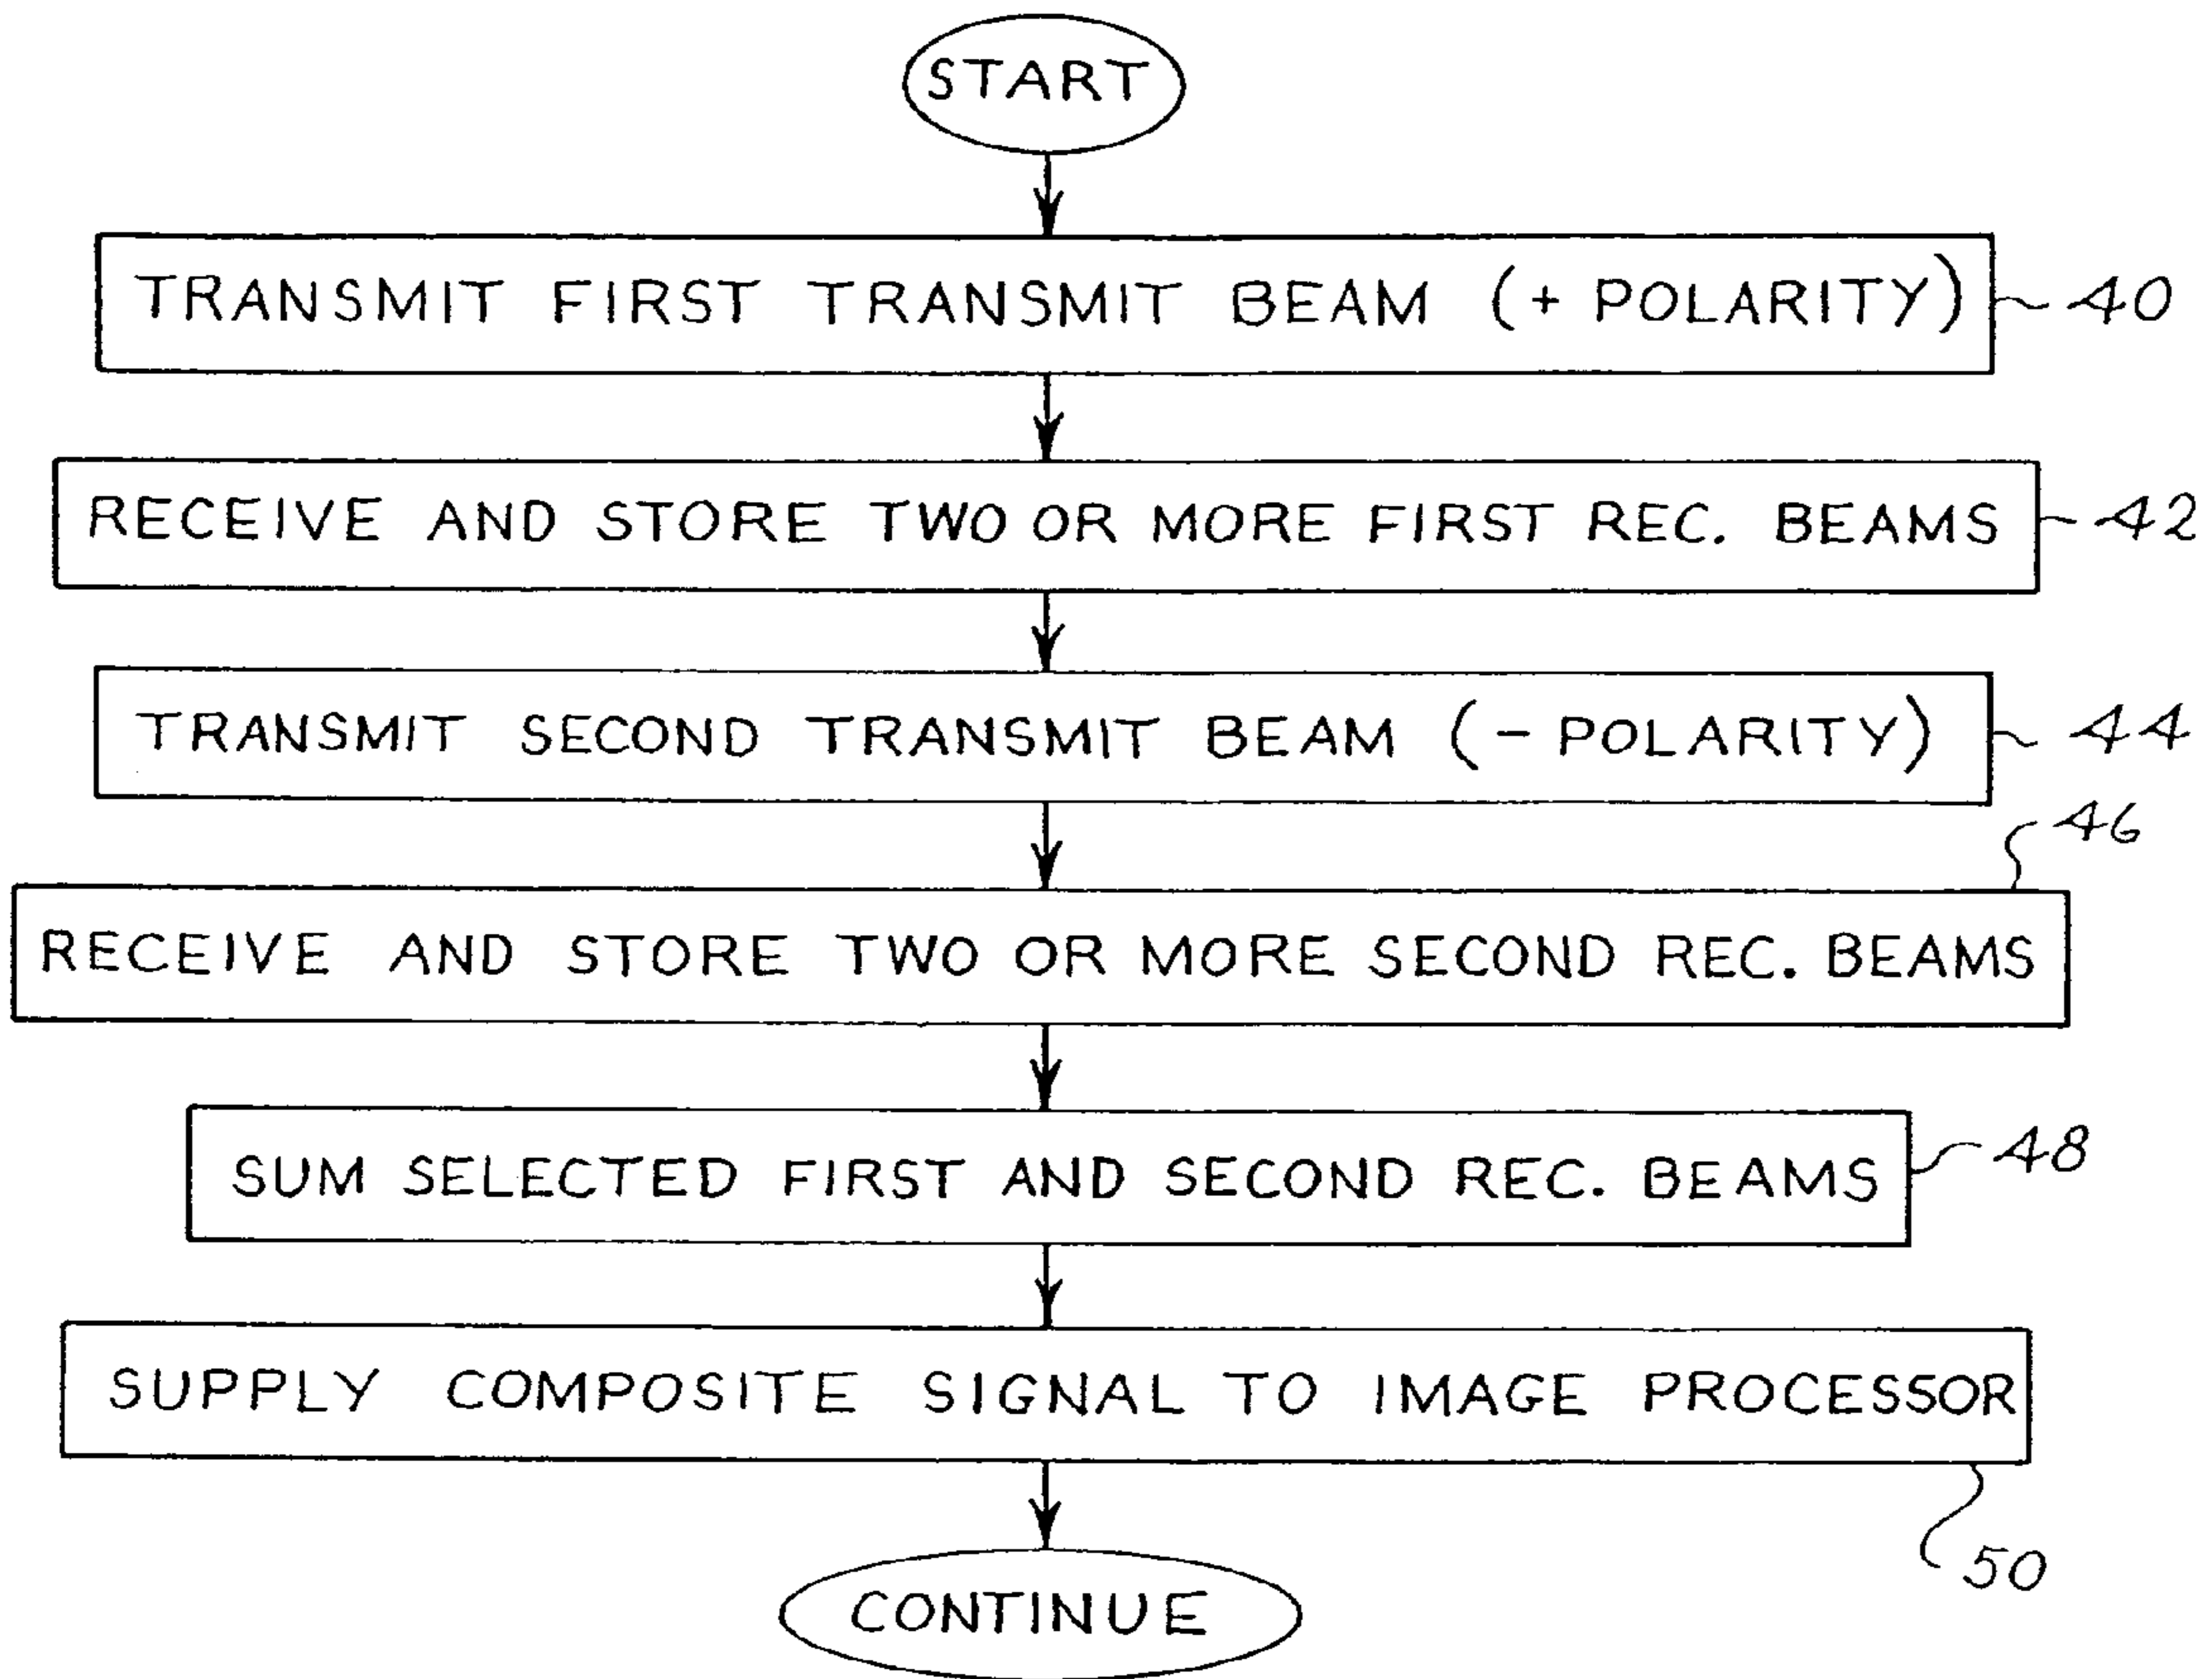 START
TRANSMIT FIRST TRANSMIT BEAM (+ POLARITY) 40
RECEIVE AND STORE TWO OR MORE FIRST REC. BEAMS 42
TRANSMIT SECOND TRANSMIT BEAM (- POLARITY) 44
46
RECEIVE AND STORE TWO OR MORE SECOND REC. BEAMS
SUM SELECTED FIRST AND SECOND REC. BEAMS 48
SUPPLY COMPOSITE SIGNAL TO IMAGE PROCESSOR
50
CONTINUE